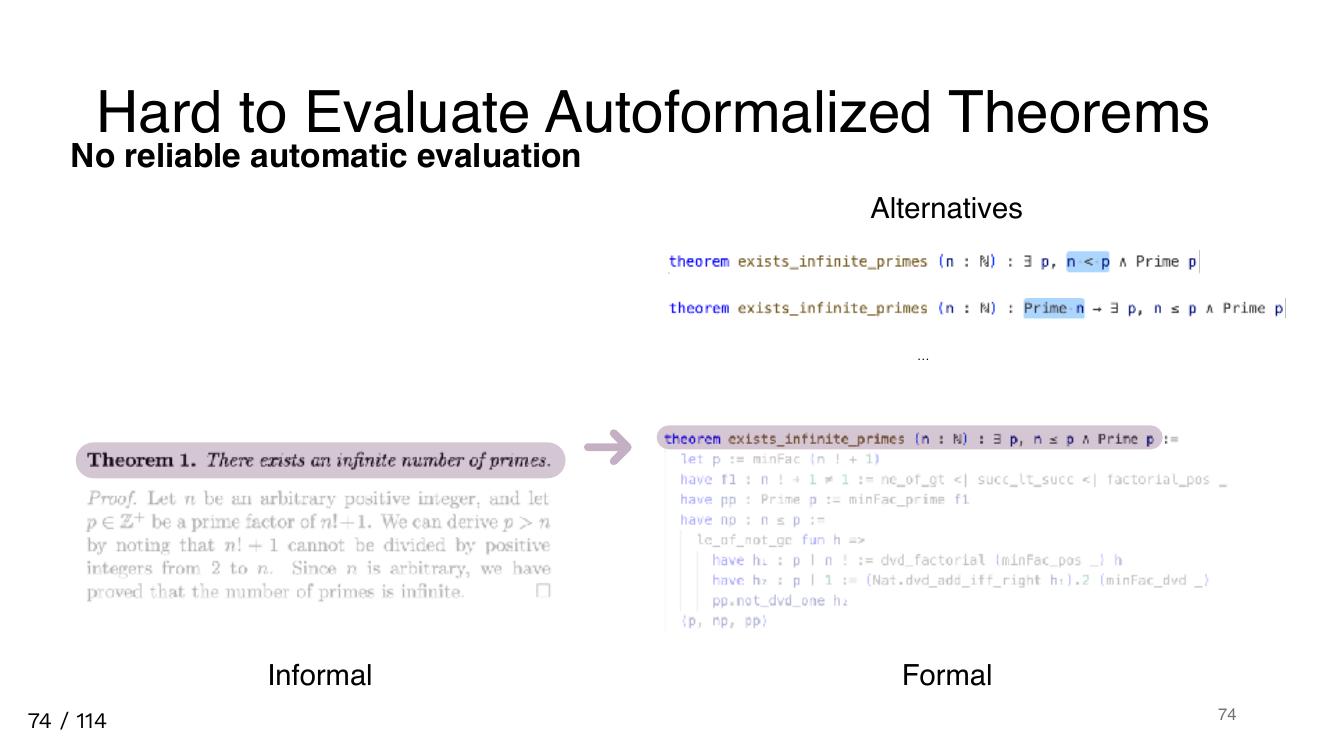 Hard to Evaluate Autoformalized Theorems
No reliable automatic evaluation
Alternatives
theorem exists_infinite_primes (n : ℕ) : ∃ p, n < p ∧ Prime p
theorem exists_infinite_primes (n : ℕ) : Prime n → ∃ p, n ≤ p ∧ Prime p
...
Theorem 1. There exists an infinite number of primes.
Proof. Let n be an arbitrary positive integer, and let
p ∈ ℤ⁺ be a prime factor of n!+1. We can derive p > n
by noting that n! + 1 cannot be divided by positive
integers from 2 to n. Since n is arbitrary, we have
proved that the number of primes is infinite. □
Informal
theorem exists_infinite_primes (n : ℕ) : ∃ p, n ≤ p ∧ Prime p :=
let p := minFac (n ! + 1)
have f1 : n ! + 1 ≠ 1 := ne_of_gt <| succ_lt_succ <| factorial_pos _
have pp : Prime p := minFac_prime f1
have np : n ≤ p :=
le_of_not_ge fun h =>
have h₁ : p ∣ n ! := dvd_factorial (minFac_pos _) h
have h₂ : p ∣ 1 := (Nat.dvd_add_iff_right h₁).2 (minFac_dvd _)
pp.not_dvd_one h₂
⟨p, np, pp⟩
Formal
74 / 114
74